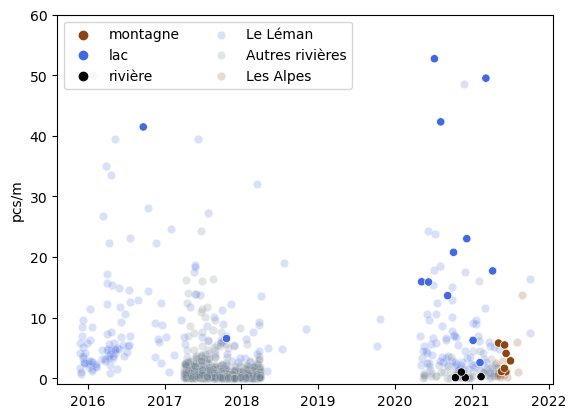 60
50
40
30
20
10
0
pcs/m
montagne
lac
rivière
Le Léman
Autres rivières
Les Alpes
2016 2017 2018 2019 2020 2021 2022